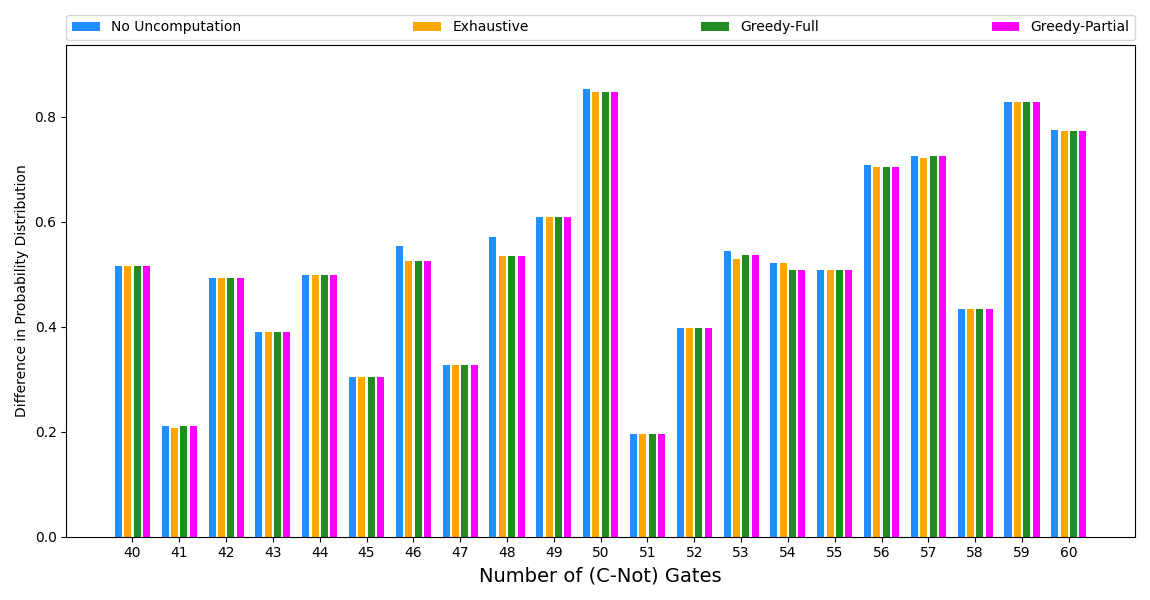 No Uncomputation Exhaustive Greedy-Full Greedy-Partial
Difference in Probability Distribution
0.8
0.6
0.4
0.2
0.0
40 41 42 43 44 45 46 47 48 49 50 51 52 53 54 55 56 57 58 59 60
Number of (C-Not) Gates